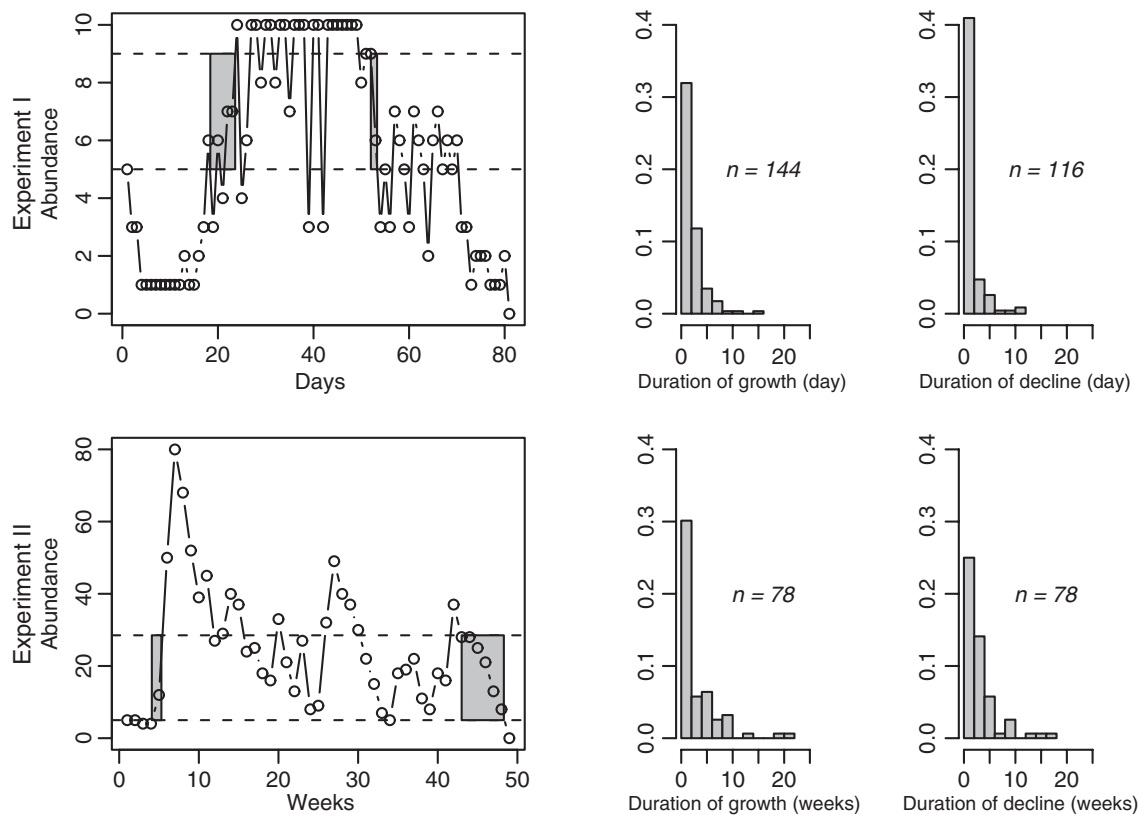 Experiment I
Abundance
10
8
6
4
2
0
0 20 40 60 80
Days
0.4
0.3
0.2
0.1
0.0
n = 144
0 10 20
Duration of growth (day)
0.4
0.3
0.2
0.1
0.0
n = 116
0 10 20
Duration of decline (day)
Experiment II
Abundance
80
60
40
20
0
0 10 20 30 40 50
Weeks
0.4
0.3
0.2
0.1
0.0
n = 78
0 10 20
Duration of growth (weeks)
0.4
0.3
0.2
0.1
0.0
n = 78
0 10 20
Duration of decline (weeks)